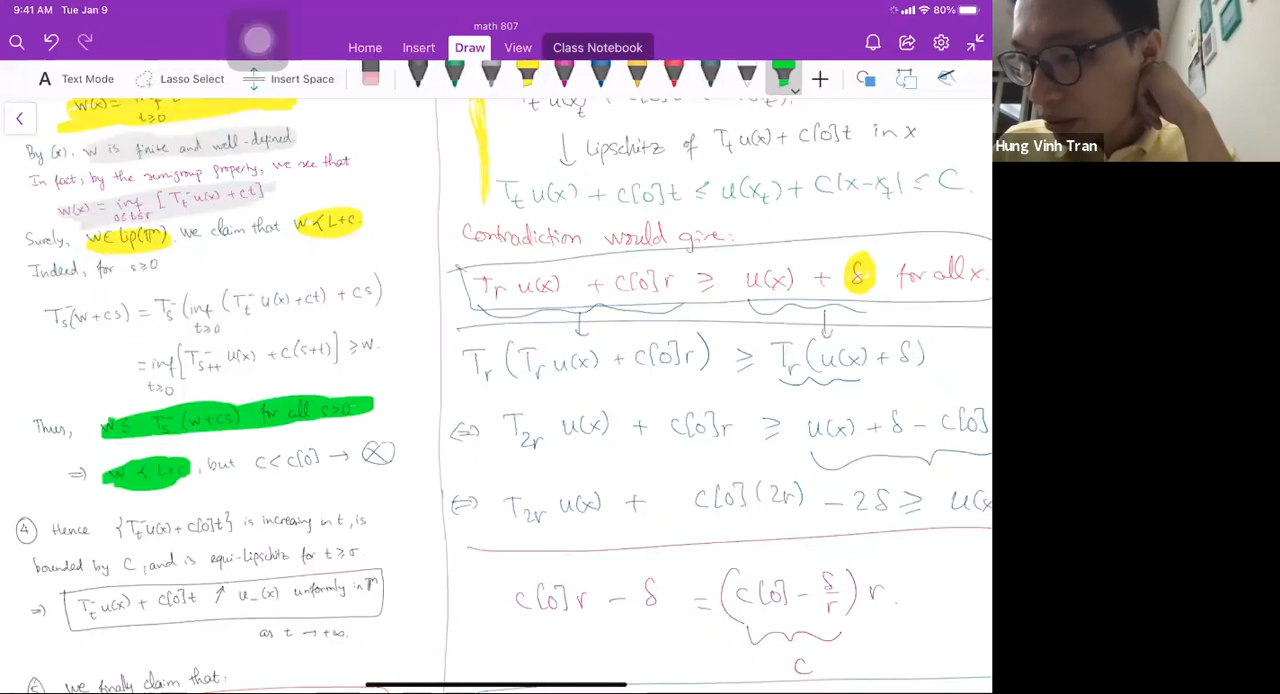 9:41 AM Tue Jan 9
80%
math 807
Home Insert Draw View Class Notebook
A Text Mode Lasso Select Insert Space
Hung Vinh Tran
w(x) = inf
t≥0
By (*), w is finite and well-defined.
In fact, by the semigroup property, we see that
w(x) = inf [T_t^- u(x) + ct]
0≤t≤r
Surely, w ∈ Lip(𝕋ⁿ). We claim that w ≺ L+c.
Indeed, for s≥0
T_s^-(w+cs) = T_s^-(inf (T_t^- u(x) + ct) + cs)
t≥0
= inf [T_{s+t}^- u(x) + c(s+t)] ≥ w.
t≥0
Thus, w ≤ T_s^-(w+cs) for all s≥0
⇒ w ≺ L+c, but c < c[0] → ⊗
④ Hence {T_t^- u(x) + c[0]t} is increasing in t, is
bounded by C, and is equi-Lipschitz for t ≥ σ.
⇒ T_t^- u(x) + c[0]t ↗ u_-(x) uniformly in 𝕋ⁿ
as t → +∞.
⑤ We finally claim that:
↓ Lipschitz of T_t u(x) + c[0]t in x
T_t u(x) + c[0]t ≤ u(x_t) + C|x-x_t| ≤ C.
Contradiction would give:
T_r u(x) + c[0]r ≥ u(x) + δ for all x.
T_r (T_r u(x) + c[0]r) ≥ T_r (u(x) + δ)
⇔ T_{2r} u(x) + c[0]r ≥ u(x) + δ - c[0]
⇔ T_{2r} u(x) + c[0](2r) - 2δ ≥ u(x
c[0]r - δ = (c[0] - δ/r) r.
c